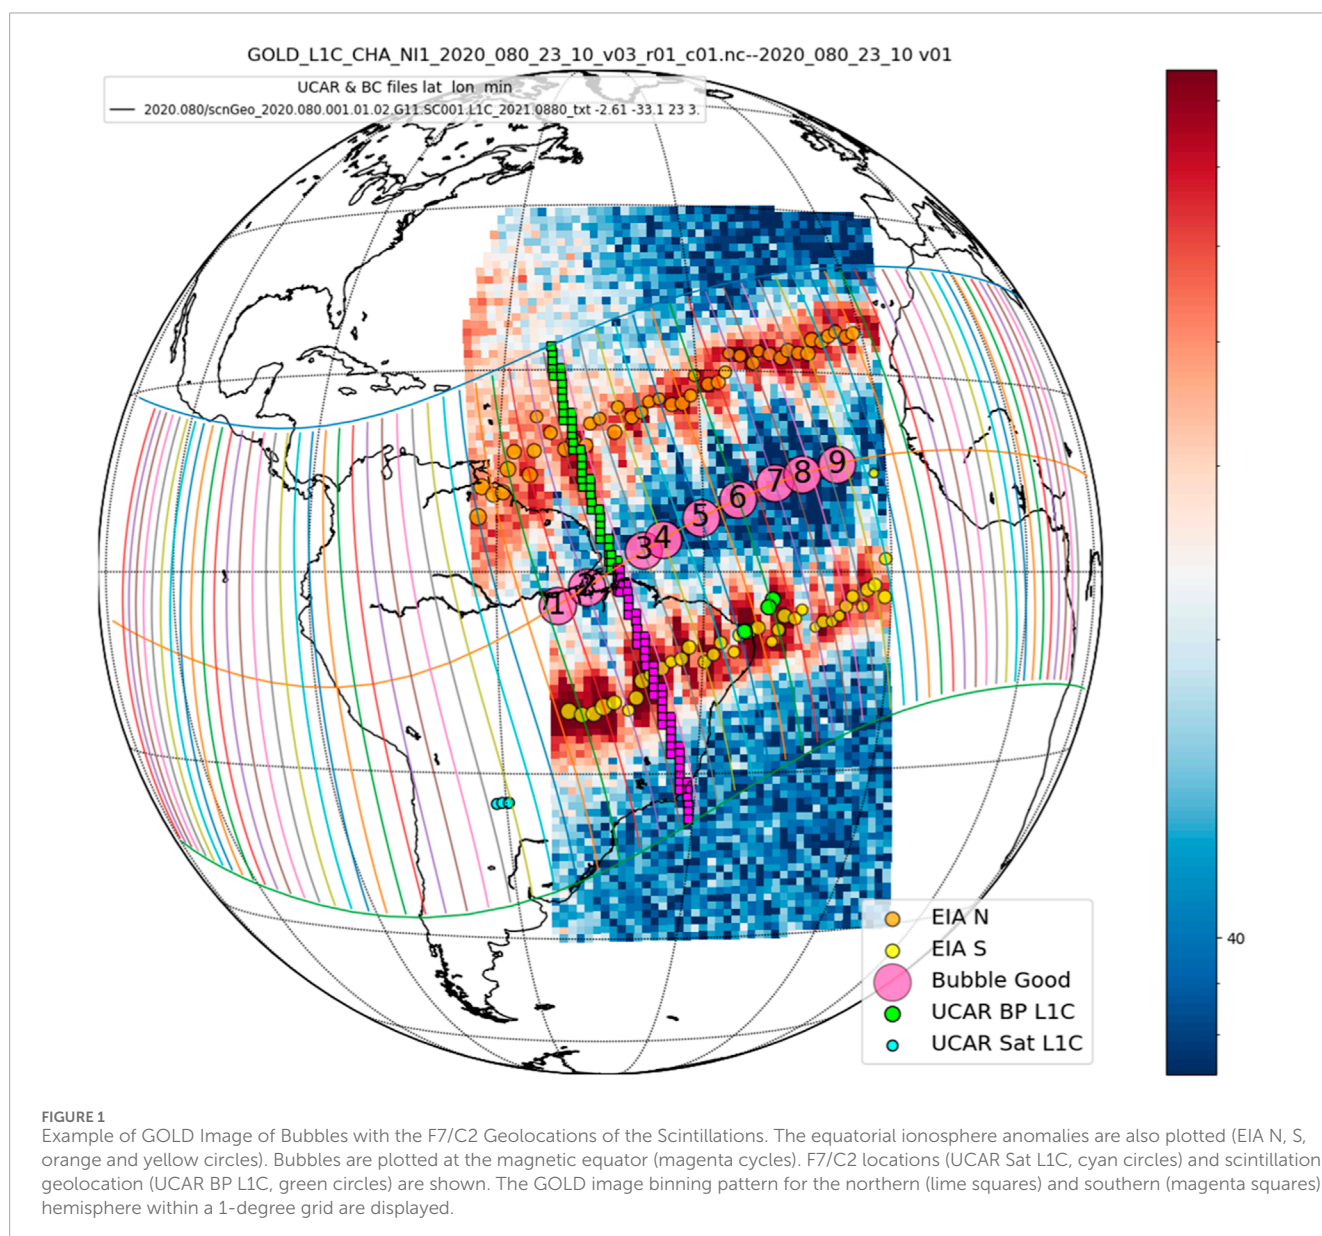 GOLD_L1C_CHA_NI1_2020_080_23_10_v03_r01_c01.nc--2020_080_23_10 v01
UCAR & BC files lat lon min
2020.080/scnGeo_2020.080.001.01.02.G11.SC001.L1C_2021.0880_txt -2.61 -33.1 23 3.
1
2
3
4
5
6
7
8
9
40
EIA N
EIA S
Bubble Good
UCAR BP L1C
UCAR Sat L1C
FIGURE 1
Example of GOLD Image of Bubbles with the F7/C2 Geolocations of the Scintillations. The equatorial ionosphere anomalies are also plotted (EIA N, S,
orange and yellow circles). Bubbles are plotted at the magnetic equator (magenta cycles). F7/C2 locations (UCAR Sat L1C, cyan circles) and scintillation
geolocation (UCAR BP L1C, green circles) are shown. The GOLD image binning pattern for the northern (lime squares) and southern (magenta squares)
hemisphere within a 1-degree grid are displayed.